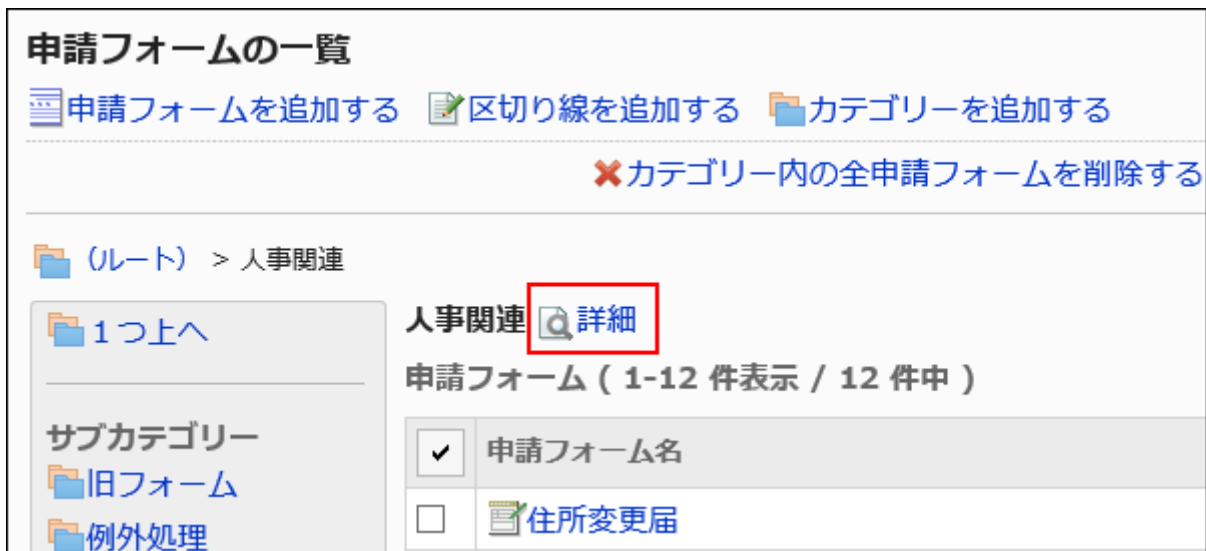 申請フォームの一覧
申請フォームを追加する 区切り線を追加する カテゴリーを追加する
カテゴリー内の全申請フォームを削除する
（ルート） > 人事関連
1つ上へ
サブカテゴリー
旧フォーム
例外処理
人事関連 詳細
申請フォーム ( 1-12 件表示 / 12 件中 )
申請フォーム名
住所変更届